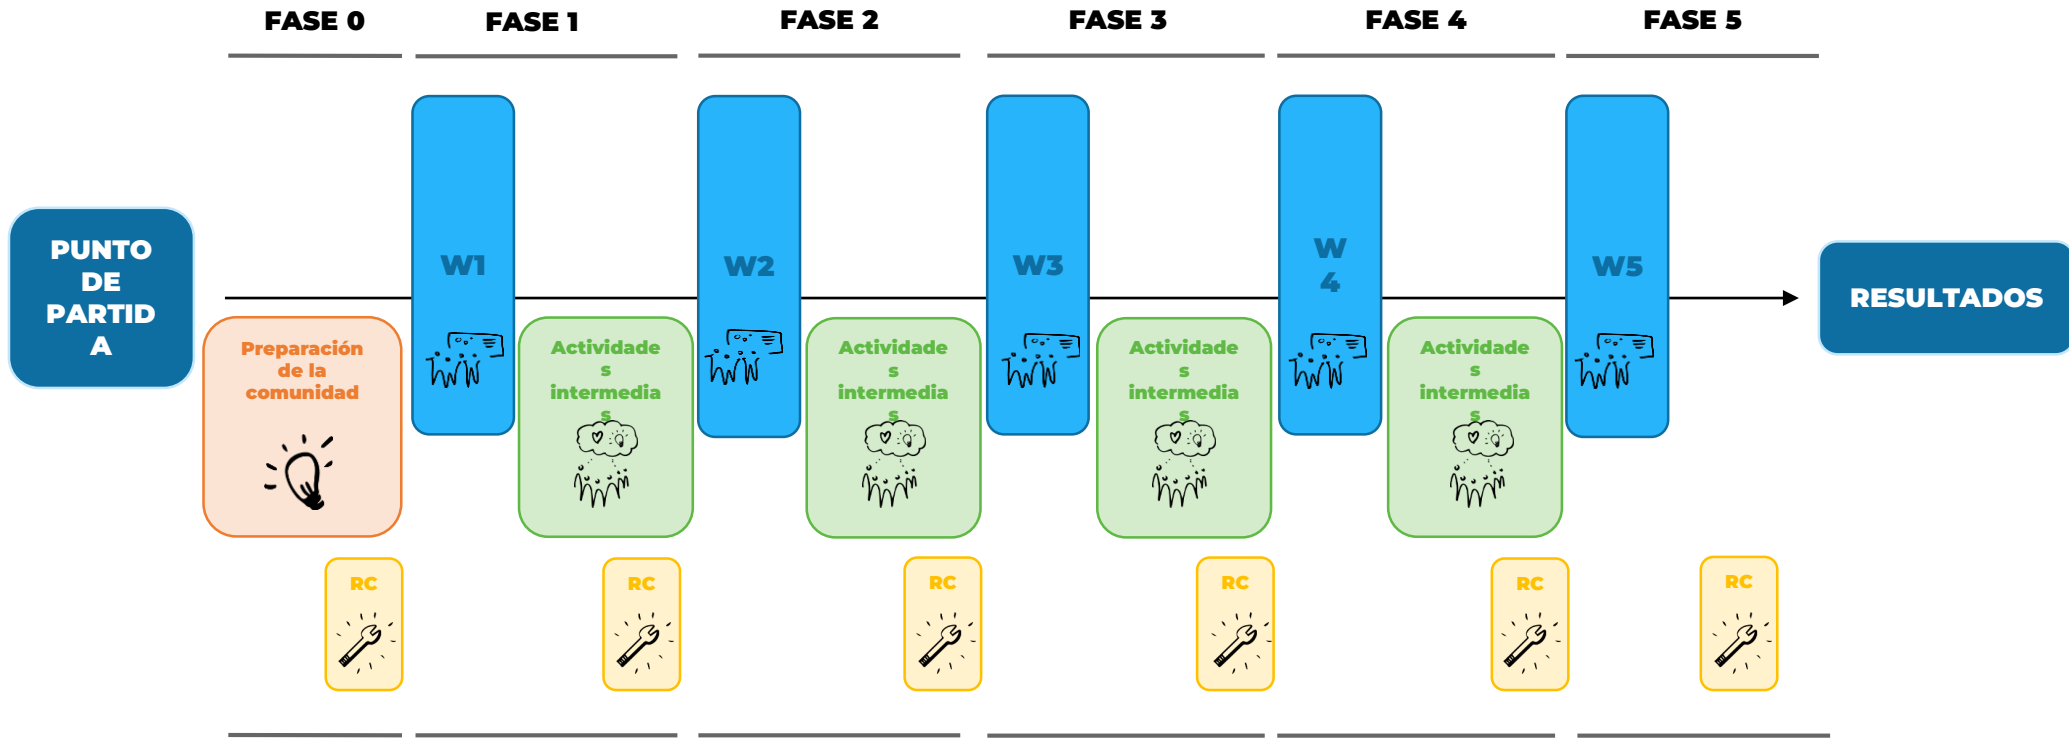 FASE 0
FASE 1
FASE 2
FASE 3
FASE 4
FASE 5
PUNTO
DE
PARTID
A
W1
W2
W3
W
4
W5
RESULTADOS
Preparación
de la
comunidad
Actividade
s
intermedia
s
Actividade
s
intermedia
s
Actividade
s
intermedia
s
Actividade
s
intermedia
s
RC
RC
RC
RC
RC
RC